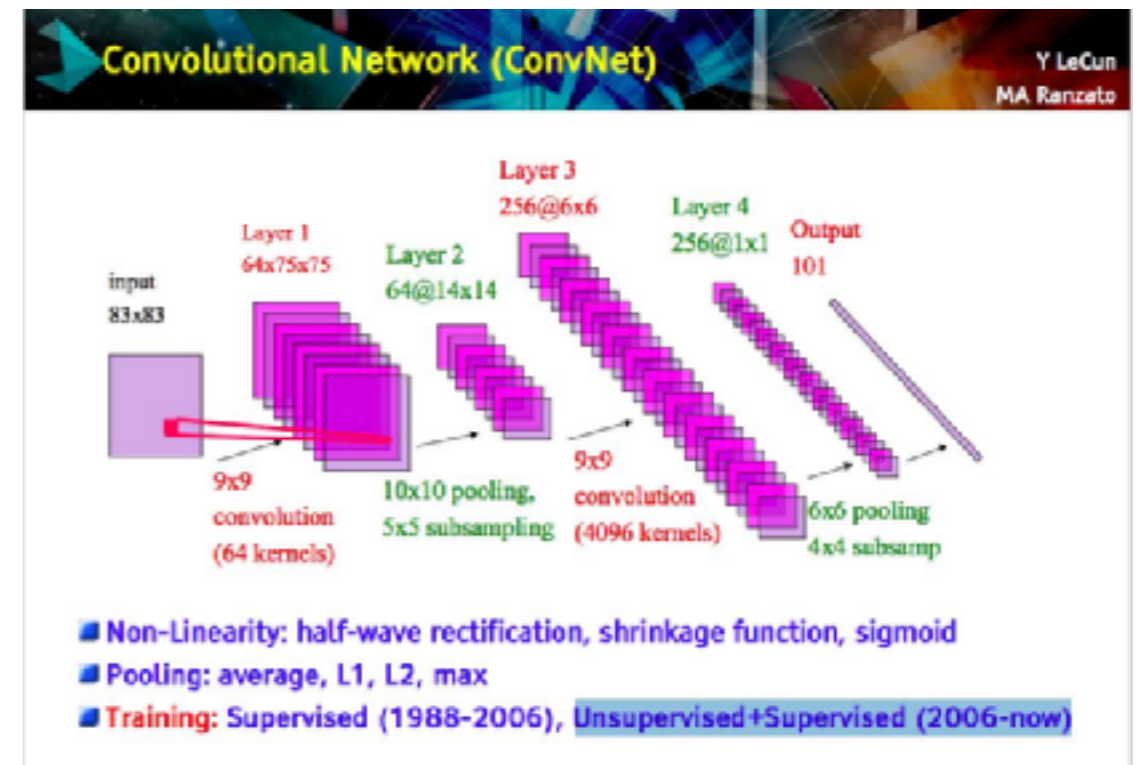 Convolutional Network (ConvNet)
Y LeCun
MA Ranzato
input
83x83
Layer 1
64x75x75
Layer 2
64@14x14
Layer 3
256@6x6
Layer 4
256@1x1
Output
101
9x9
convolution
(64 kernels)
10x10 pooling,
5x5 subsampling
9x9
convolution
(4096 kernels)
6x6 pooling
4x4 subsamp
Non-Linearity: half-wave rectification, shrinkage function, sigmoid
Pooling: average, L1, L2, max
Training: Supervised (1988-2006), Unsupervised+Supervised (2006-now)